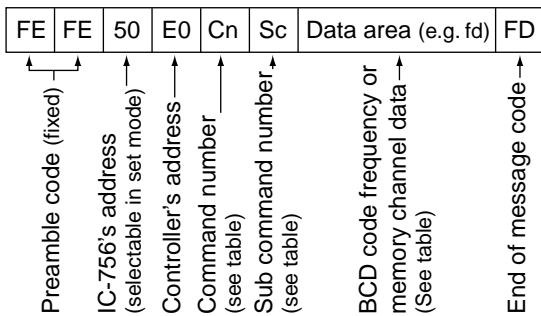 FE FE 50 E0 Cn Sc Data area (e.g. fd) FD
Preamble code (fixed)
IC-756's address
(selectable in set mode)
Controller's address
Command number
(see table)
Sub command number
(see table)
BCD code frequency or
memory channel data
(See table)
End of message code